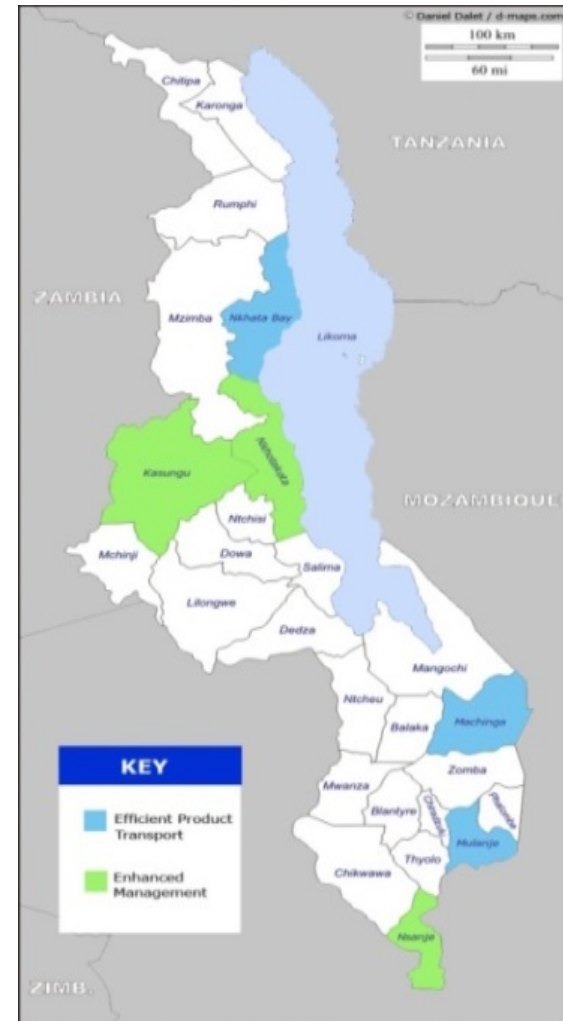 © Daniel Dalet / d-maps.com
100 km
60 mi
Chitipa
Karonga
TANZANIA
Rumphi
ZAMBIA
Mzimba
Nkhata Bay
Likoma
Kasungu
Nkhotakota
MOZAMBIQUE
Ntchisi
Mchinji
Dowa
Salima
Lilongwe
Dedza
Mangochi
Ntcheu
Balaka
Machinga
KEY
Zomba
Mwanza
Blantyre
Phalombe
Efficient Product
Transport
Mulanje
Thyolo
Chikwawa
Enhanced
Management
Nsanje
ZIMB.